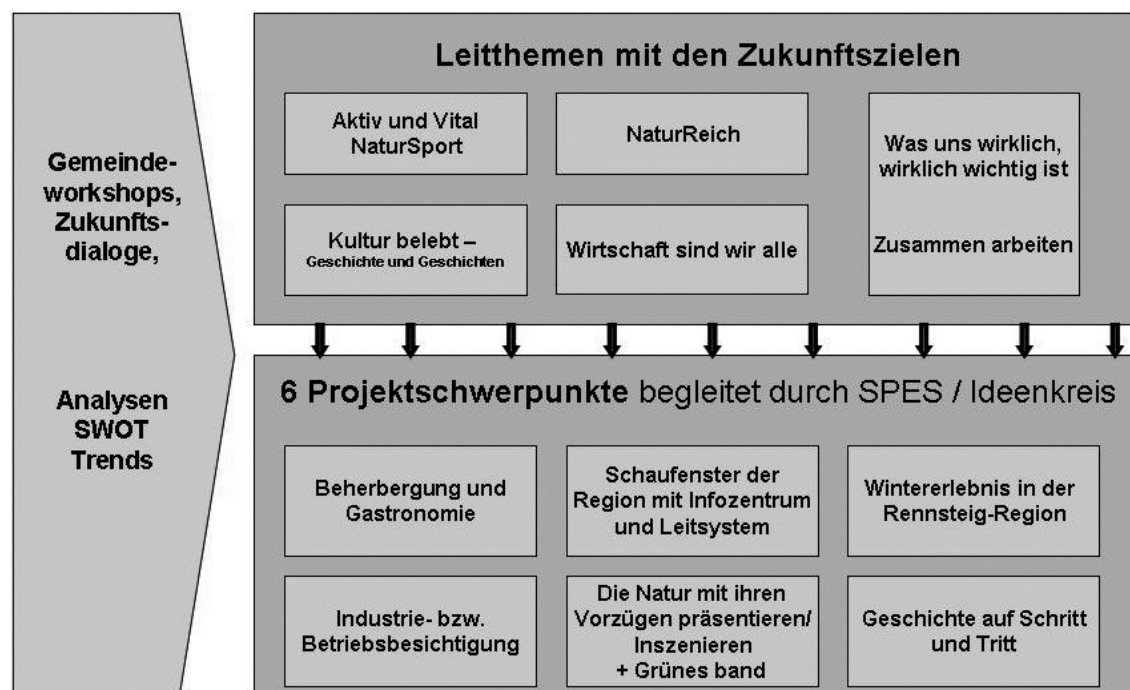 Gemeinde-
workshops,
Zukunfts-
dialoge,
Analysen
SWOT
Trends
Leitthemen mit den Zukunftszielen
Aktiv und Vital
NaturSport
NaturReich
Was uns wirklich,
wirklich wichtig ist
Zusammen arbeiten
Kultur belebt –
Geschichte und Geschichten
Wirtschaft sind wir alle
6 Projektschwerpunkte begleitet durch SPES / Ideenkreis
Beherbergung und
Gastronomie
Schaufenster der
Region mit Infozentrum
und Leitsystem
Wintererlebnis in der
Rennsteig-Region
Industrie- bzw.
Betriebsbesichtigung
Die Natur mit ihren
Vorzügen präsentieren/
Inszenieren
+ Grünes band
Geschichte auf Schritt
und Tritt